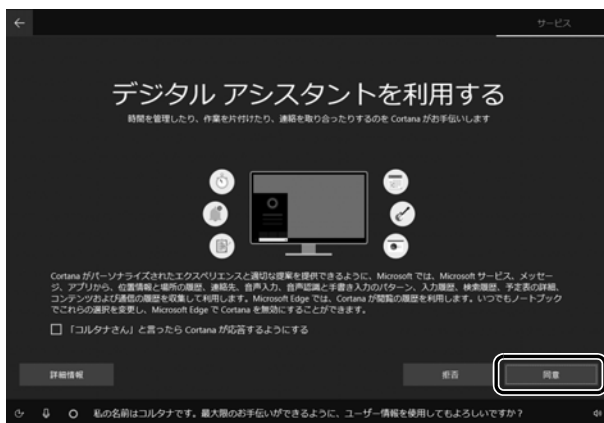 サービス
デジタル アシスタントを利用する
時間を管理したり、作業を片付けたり、連絡を取り合ったりするのを Cortana がお手伝いします
Cortana がパーソナライズされたエクスペリエンスと適切な提案を提供できるように、Microsoft では、Microsoft サービス、メッセー
ジ、アプリから、位置情報と場所の履歴、連絡先、音声入力、音声認識と手書き入力のパターン、入力履歴、検索履歴、予定表の詳細、
コンテンツおよび通信の履歴を収集して利用します。Microsoft Edge では、Cortana が閲覧の履歴を利用します。いつでもノートブック
でこれらの選択を変更し、Microsoft Edge で Cortana を無効にすることができます。
「コルタナさん」と言ったら Cortana が応答するようにする
詳細情報
拒否
同意
私の名前はコルタナです。最大限のお手伝いができるように、ユーザー情報を使用してもよろしいですか？